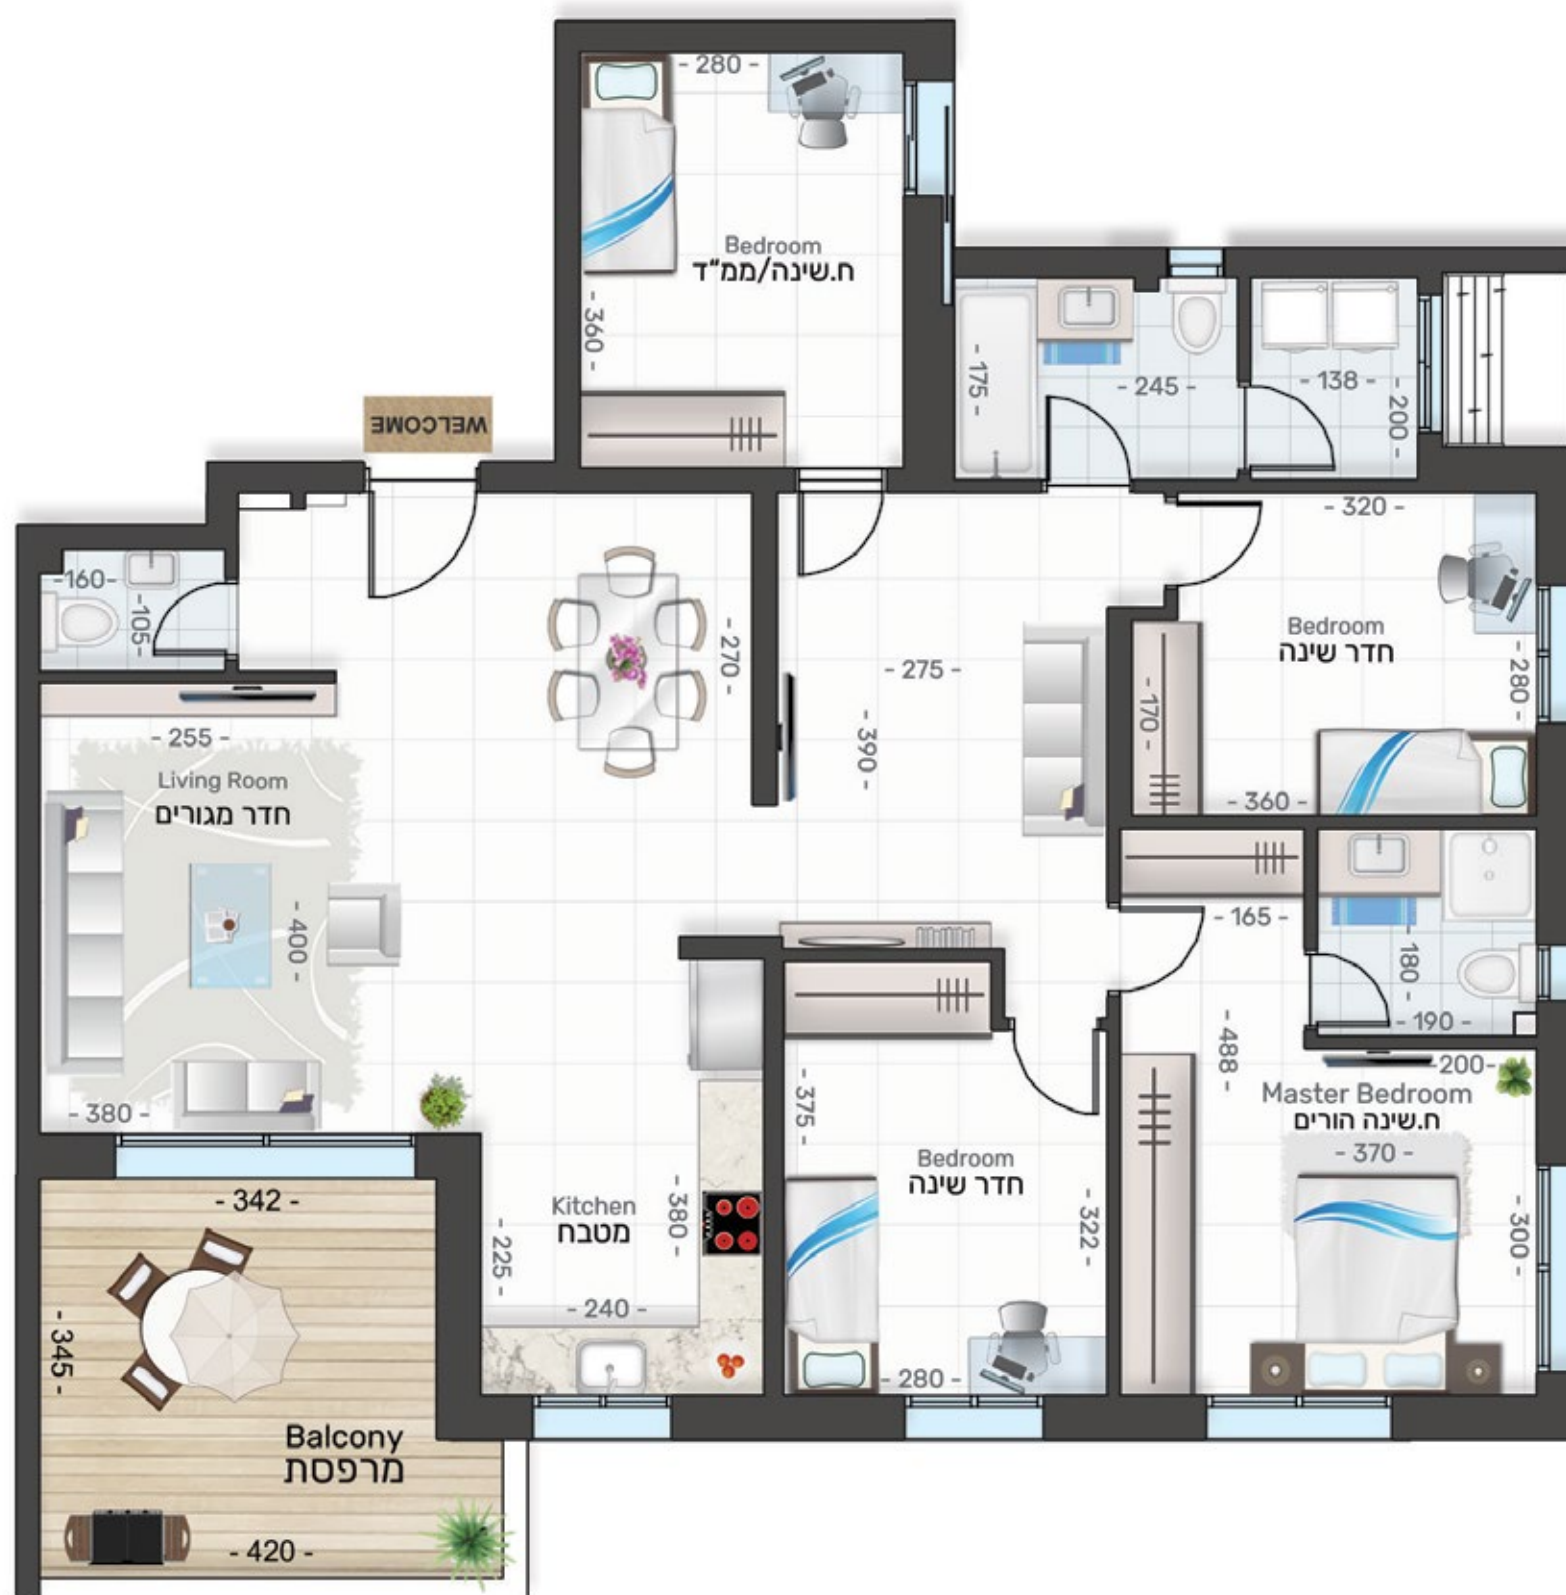 - 280 -
Bedroom
ח.שינה/ממ"ד
- 360 -
- 175 -
- 245 -
- 138 -
- 200 -
WELCOME
- 320 -
-160-
-105-
- 270 -
- 275 -
- 390 -
Bedroom
חדר שינה
- 280 -
- 170 -
- 360 -
- 255 -
Living Room
חדר מגורים
- 400 -
- 380 -
- 165 -
- 180 -
- 190 -
- 488 -
-200-
Master Bedroom
ח.שינה הורים
- 370 -
- 300 -
- 375 -
Bedroom
חדר שינה
- 322 -
- 280 -
Kitchen
מטבח
- 380 -
- 225 -
- 240 -
- 342 -
- 345 -
Balcony
מרפסת
- 420 -